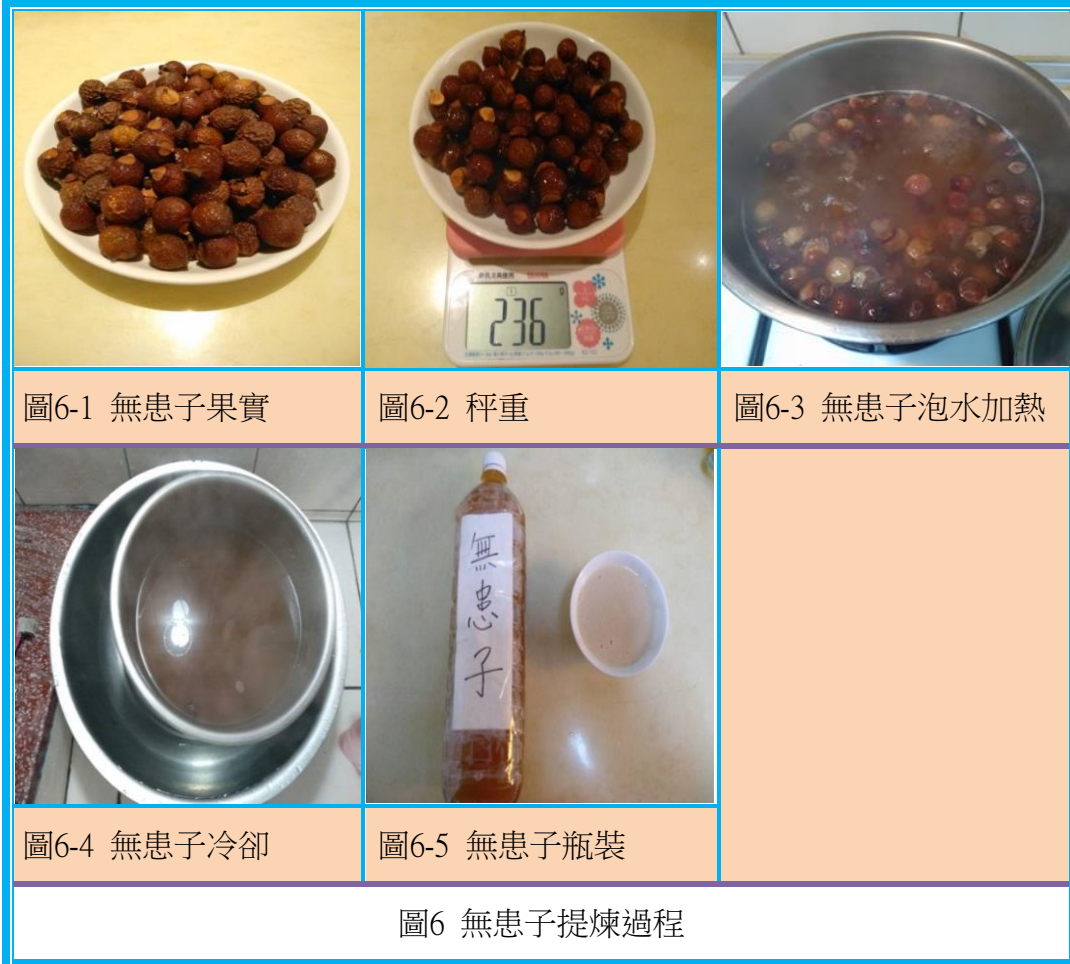 236
圖6-1 無患子果實
圖6-2 秤重
圖6-3 無患子泡水加熱
無患子
圖6-4 無患子冷卻
圖6-5 無患子瓶裝
圖6 無患子提煉過程